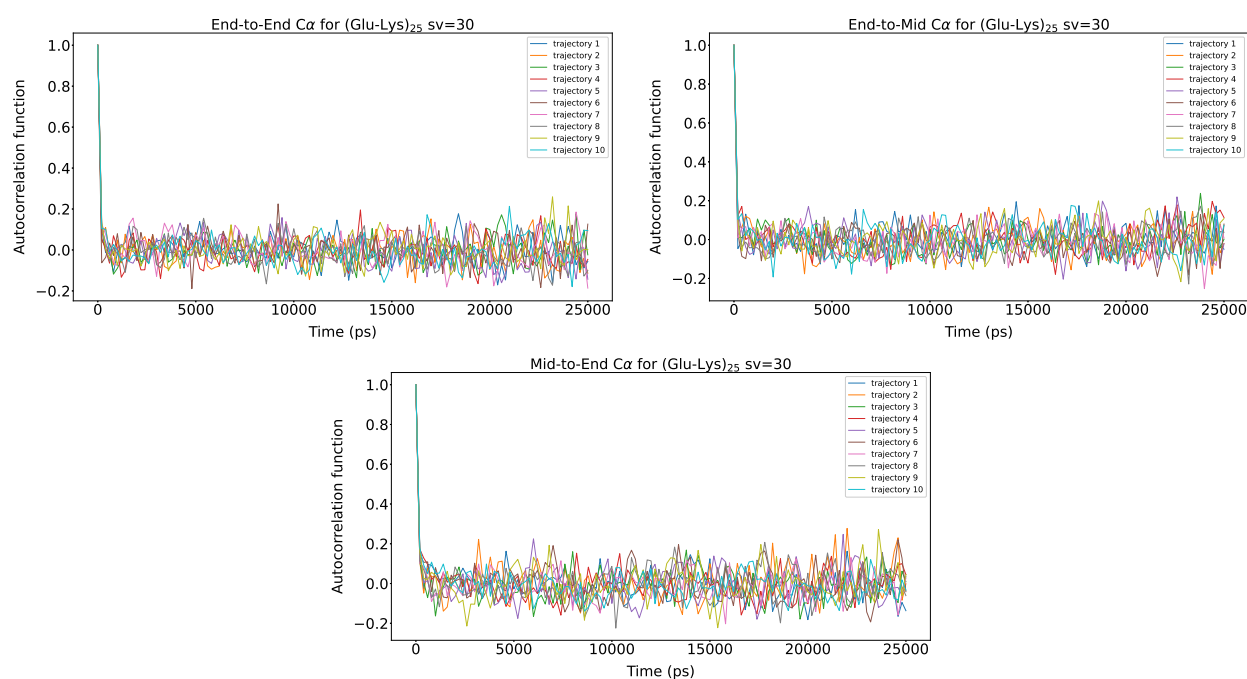 End-to-End Cα for (Glu-Lys)₂₅ sv=30
Autocorrelation function
1.0
0.8
0.6
0.4
0.2
0.0
−0.2
0 5000 10000 15000 20000 25000
Time (ps)
trajectory 1
trajectory 2
trajectory 3
trajectory 4
trajectory 5
trajectory 6
trajectory 7
trajectory 8
trajectory 9
trajectory 10
End-to-Mid Cα for (Glu-Lys)₂₅ sv=30
Autocorrelation function
1.0
0.8
0.6
0.4
0.2
0.0
−0.2
0 5000 10000 15000 20000 25000
Time (ps)
trajectory 1
trajectory 2
trajectory 3
trajectory 4
trajectory 5
trajectory 6
trajectory 7
trajectory 8
trajectory 9
trajectory 10
Mid-to-End Cα for (Glu-Lys)₂₅ sv=30
Autocorrelation function
1.0
0.8
0.6
0.4
0.2
0.0
−0.2
0 5000 10000 15000 20000 25000
Time (ps)
trajectory 1
trajectory 2
trajectory 3
trajectory 4
trajectory 5
trajectory 6
trajectory 7
trajectory 8
trajectory 9
trajectory 10